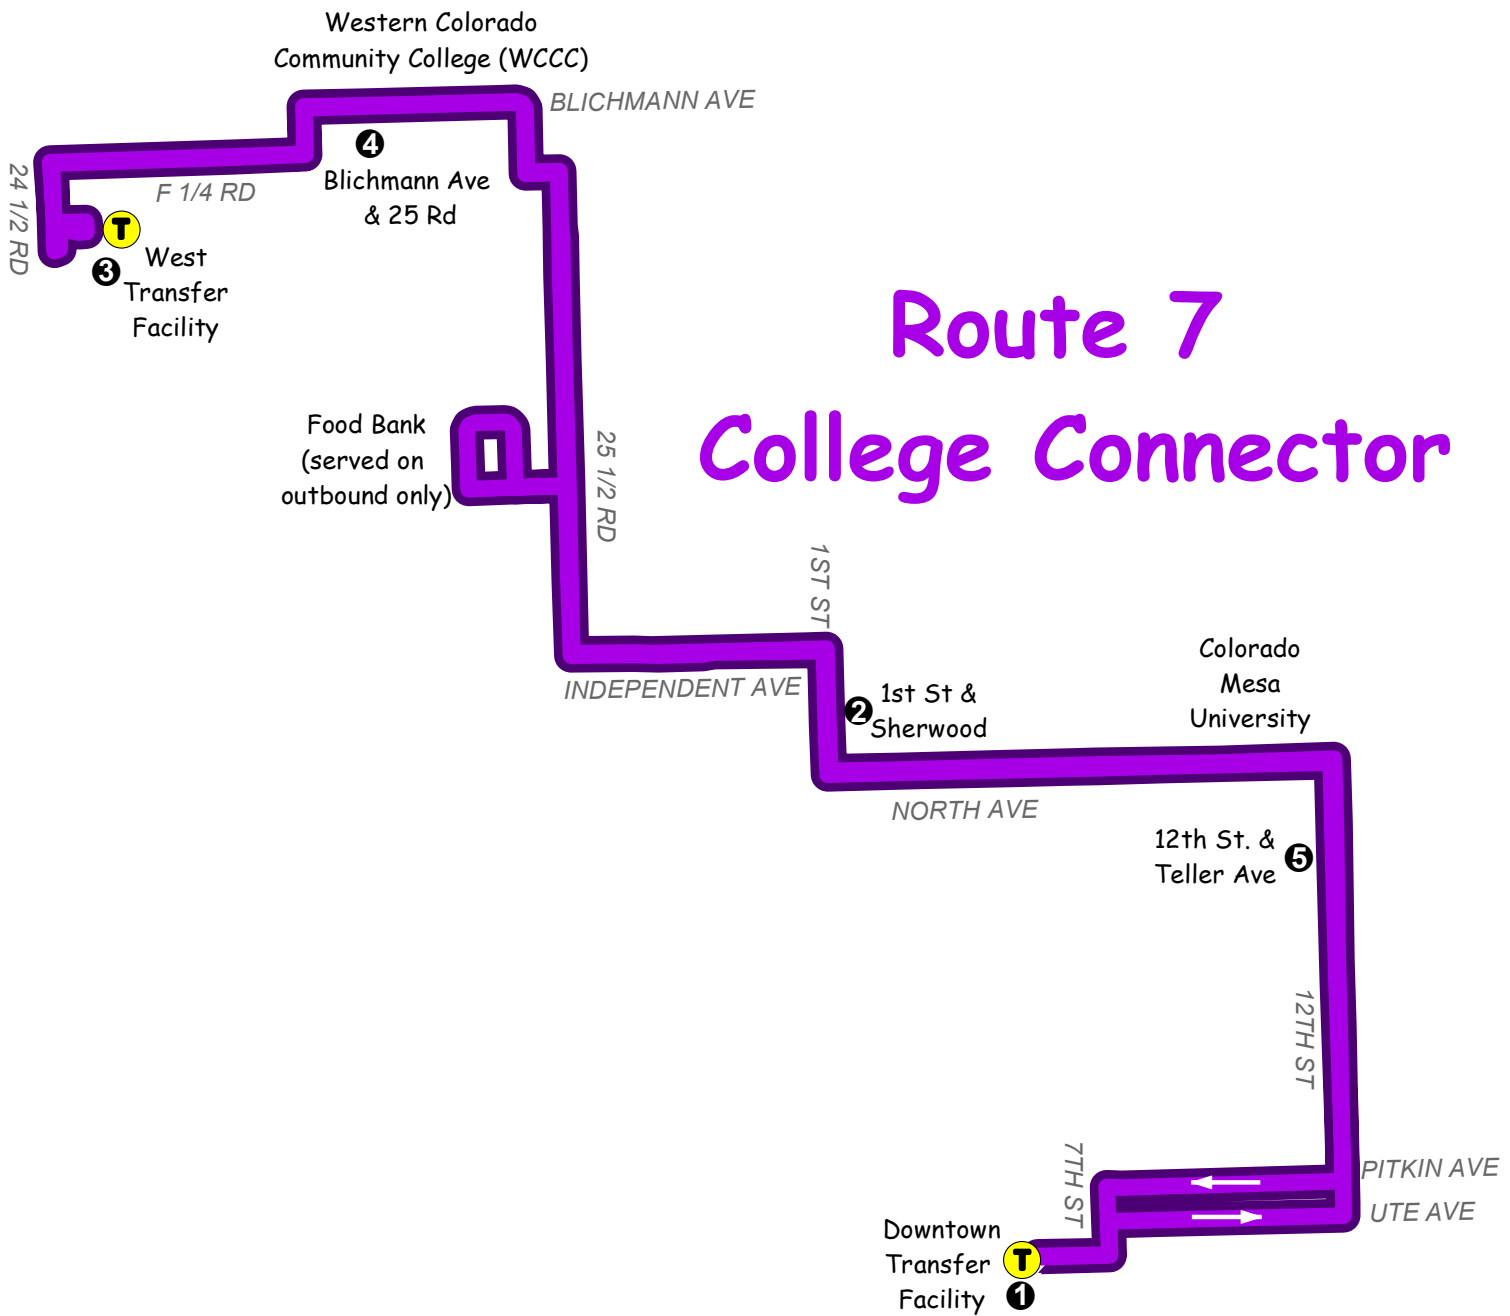 Western Colorado
Community College (WCCC)
BLICHMANN AVE
4
Blichmann Ave
& 25 Rd
F 1/4 RD
24 1/2 RD
T
3
West
Transfer
Facility
Route 7
College Connector
Food Bank
(served on
outbound only)
25 1/2 RD
1ST ST
INDEPENDENT AVE
2
1st St &
Sherwood
Colorado
Mesa
University
NORTH AVE
12th St. &
Teller Ave
5
12TH ST
7TH ST
PITKIN AVE
UTE AVE
Downtown
Transfer
Facility
T
1